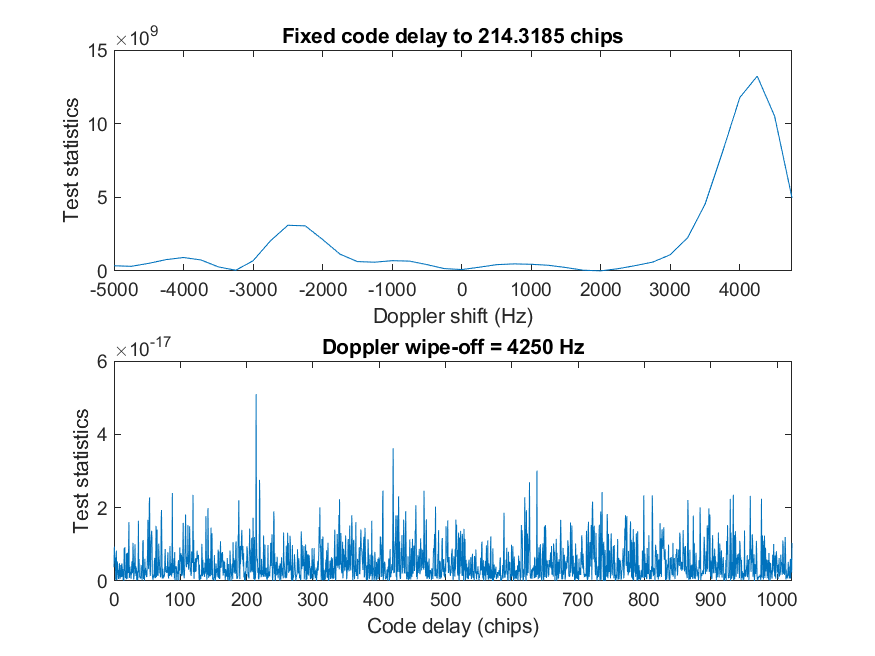 ×10^9
Fixed code delay to 214.3185 chips
15
10
5
0
Test statistics
-5000 -4000 -3000 -2000 -1000 0 1000 2000 3000 4000
Doppler shift (Hz)
×10^-17
Doppler wipe-off = 4250 Hz
6
4
2
0
Test statistics
0 100 200 300 400 500 600 700 800 900 1000
Code delay (chips)